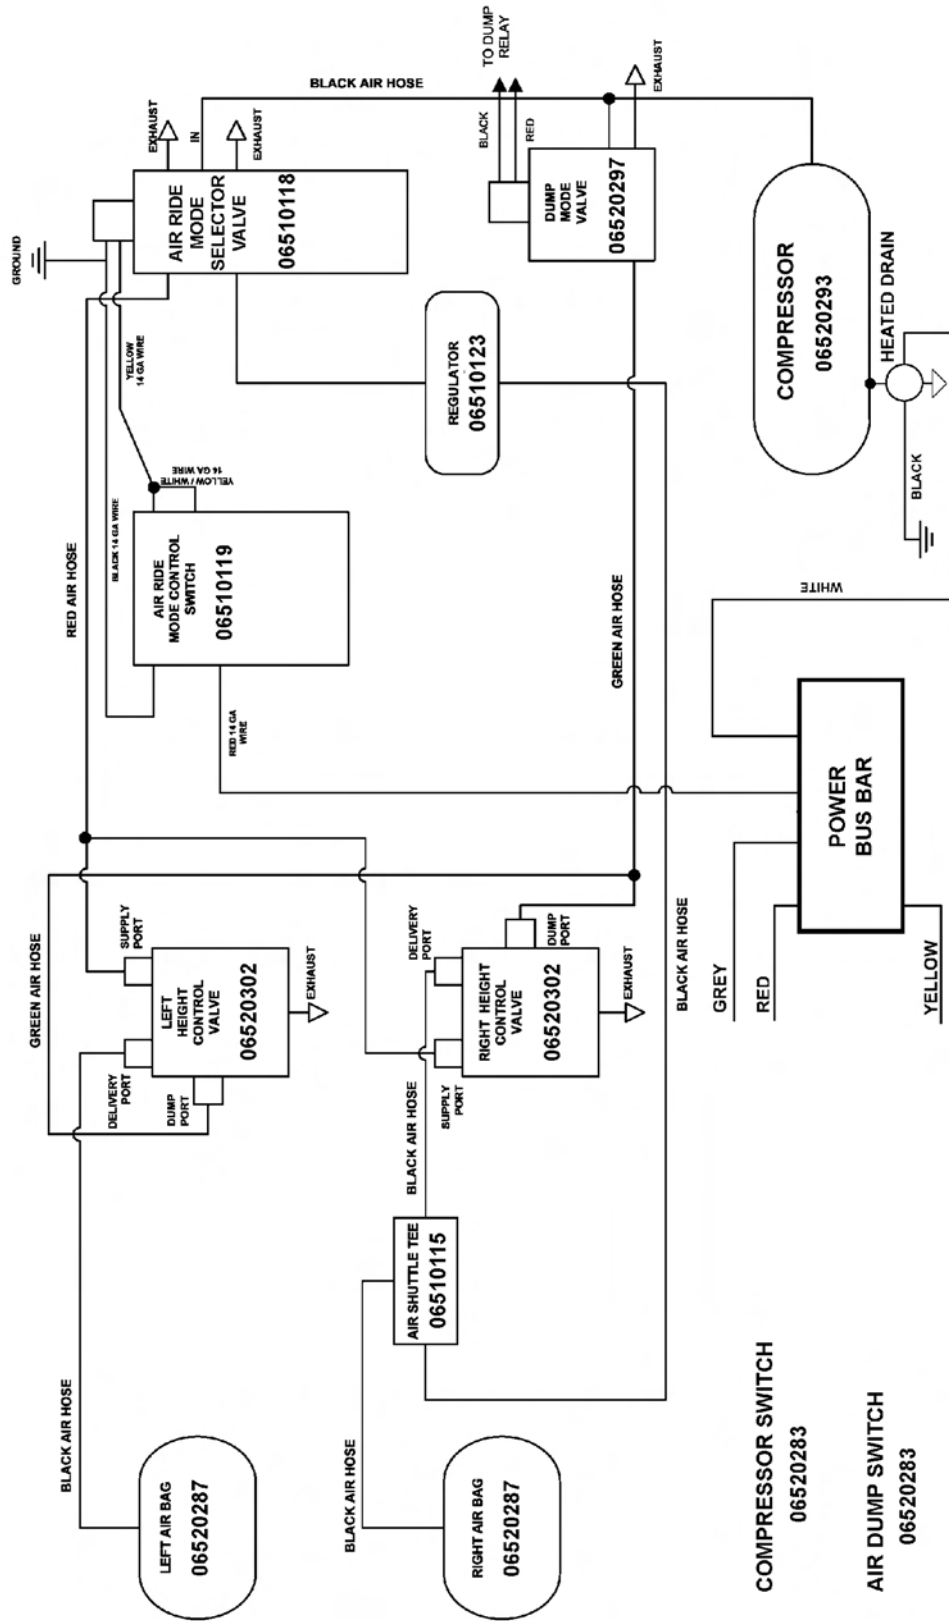 GROUND
EXHAUST
IN
EXHAUST
BLACK AIR HOSE
AIR RIDE
MODE
SELECTOR
VALVE
06510118
YELLOW
14 GA WIRE
YELLOW / WHITE
14 GA WIRE
BLACK 14 GA WIRE
RED AIR HOSE
AIR RIDE
MODE CONTROL
SWITCH
06510119
RED 14 GA
WIRE
TO DUMP
RELAY
BLACK
RED
EXHAUST
DUMP
MODE
VALVE
06520297
REGULATOR
06510123
GREEN AIR HOSE
COMPRESSOR
06520293
HEATED DRAIN
BLACK
WHITE
POWER
BUS BAR
GREY
RED
YELLOW
BLACK AIR HOSE
GREEN AIR HOSE
SUPPLY
PORT
DELIVERY
PORT
DUMP
PORT
LEFT
HEIGHT
CONTROL
VALVE
06520302
EXHAUST
DELIVERY
PORT
DUMP
PORT
SUPPLY
PORT
RIGHT HEIGHT
CONTROL
VALVE
06520302
EXHAUST
BLACK AIR HOSE
AIR SHUTTLE TEE
06510115
BLACK AIR HOSE
BLACK AIR HOSE
LEFT AIR BAG
06520287
RIGHT AIR BAG
06520287
COMPRESSOR SWITCH
06520283
AIR DUMP SWITCH
06520283